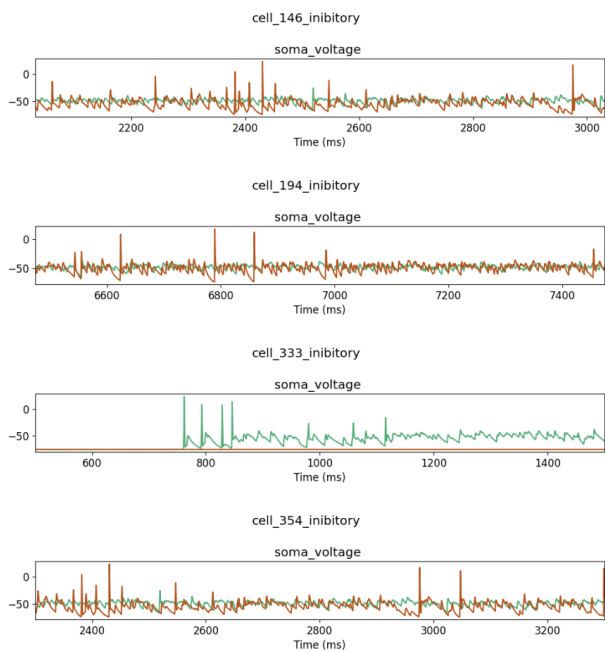 cell_146_inibitory
soma_voltage
0
−50
2200 2400 2600 2800 3000
Time (ms)
cell_194_inibitory
soma_voltage
0
−50
6600 6800 7000 7200 7400
Time (ms)
cell_333_inibitory
soma_voltage
0
−50
600 800 1000 1200 1400
Time (ms)
cell_354_inibitory
soma_voltage
0
−50
2400 2600 2800 3000 3200
Time (ms)